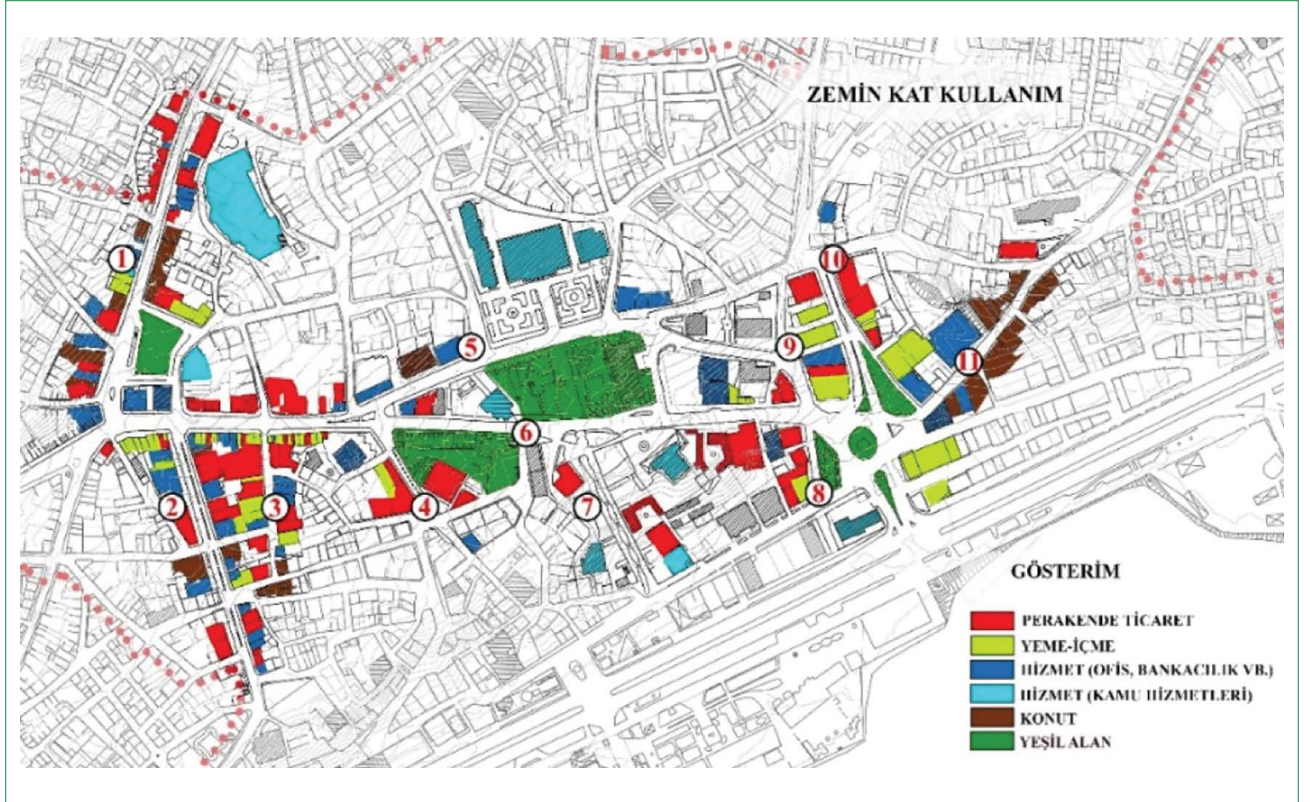 ZEMİN KAT KULLANIM
1
10
5
9
11
6
2
3
4
7
8
GÖSTERİM
PERAKENDE TİCARET
YEME-İÇME
HİZMET (OFİS, BANKACILIK VB.)
HİZMET (KAMU HİZMETLERİ)
KONUT
YEŞİL ALAN